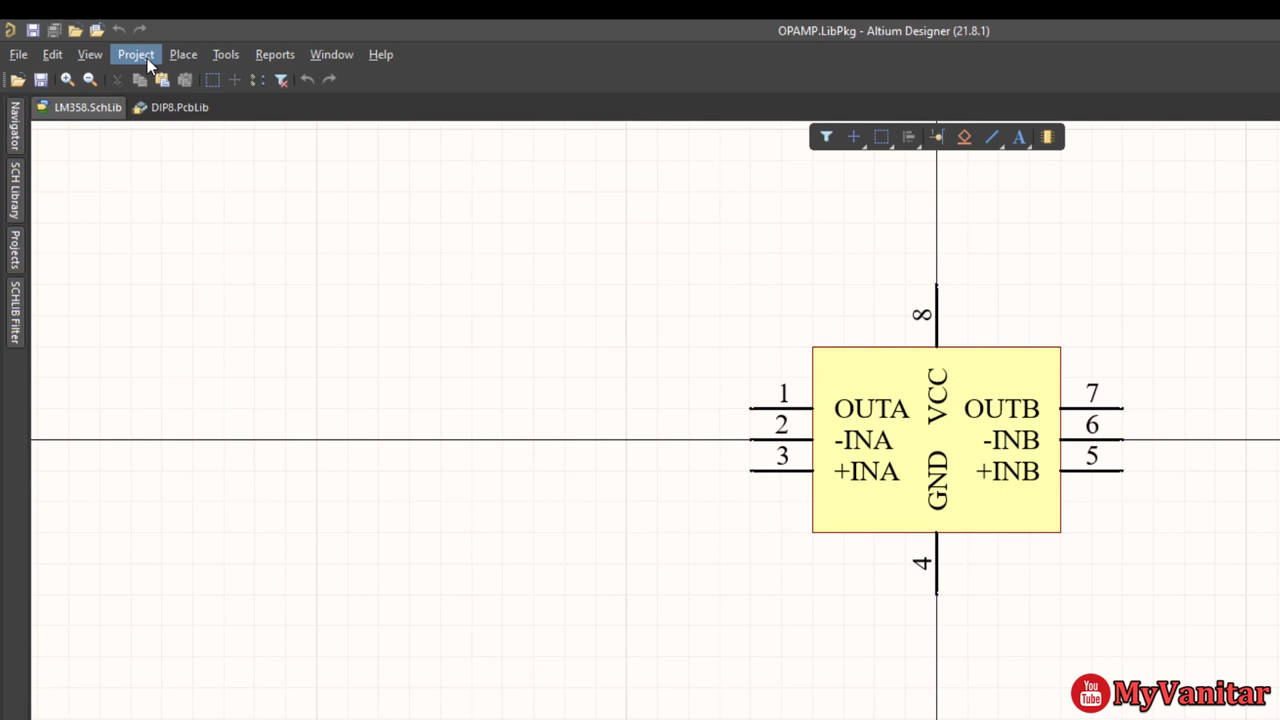 OPAMP.LibPkg - Altium Designer (21.8.1)
File Edit View Project Place Tools Reports Window Help
LM358.SchLib DIP8.PcbLib
Navigator
SCH Library
Projects
SCHLIB Filter
A
8
VCC
1 OUTA OUTB 7
2 -INA -INB 6
3 +INA +INB 5
GND
4
You Tube MyVanitar